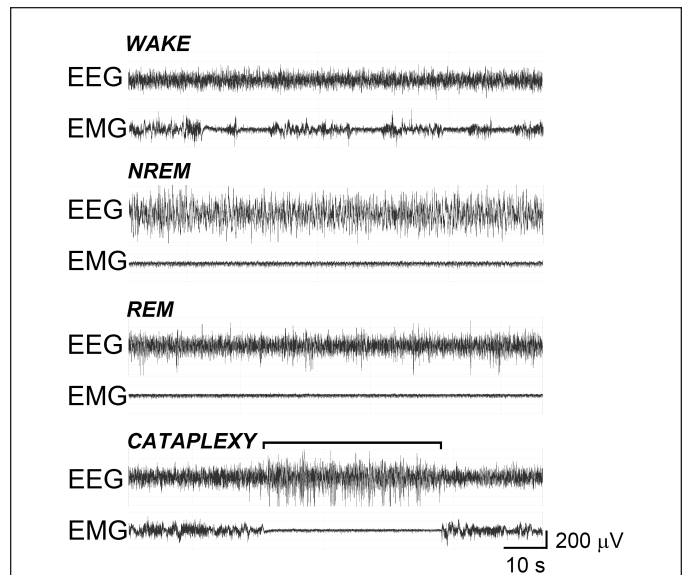 WAKE
EEG
EMG
NREM
EEG
EMG
REM
EEG
EMG
CATAPLEXY
EEG
EMG
200 μV
10 s